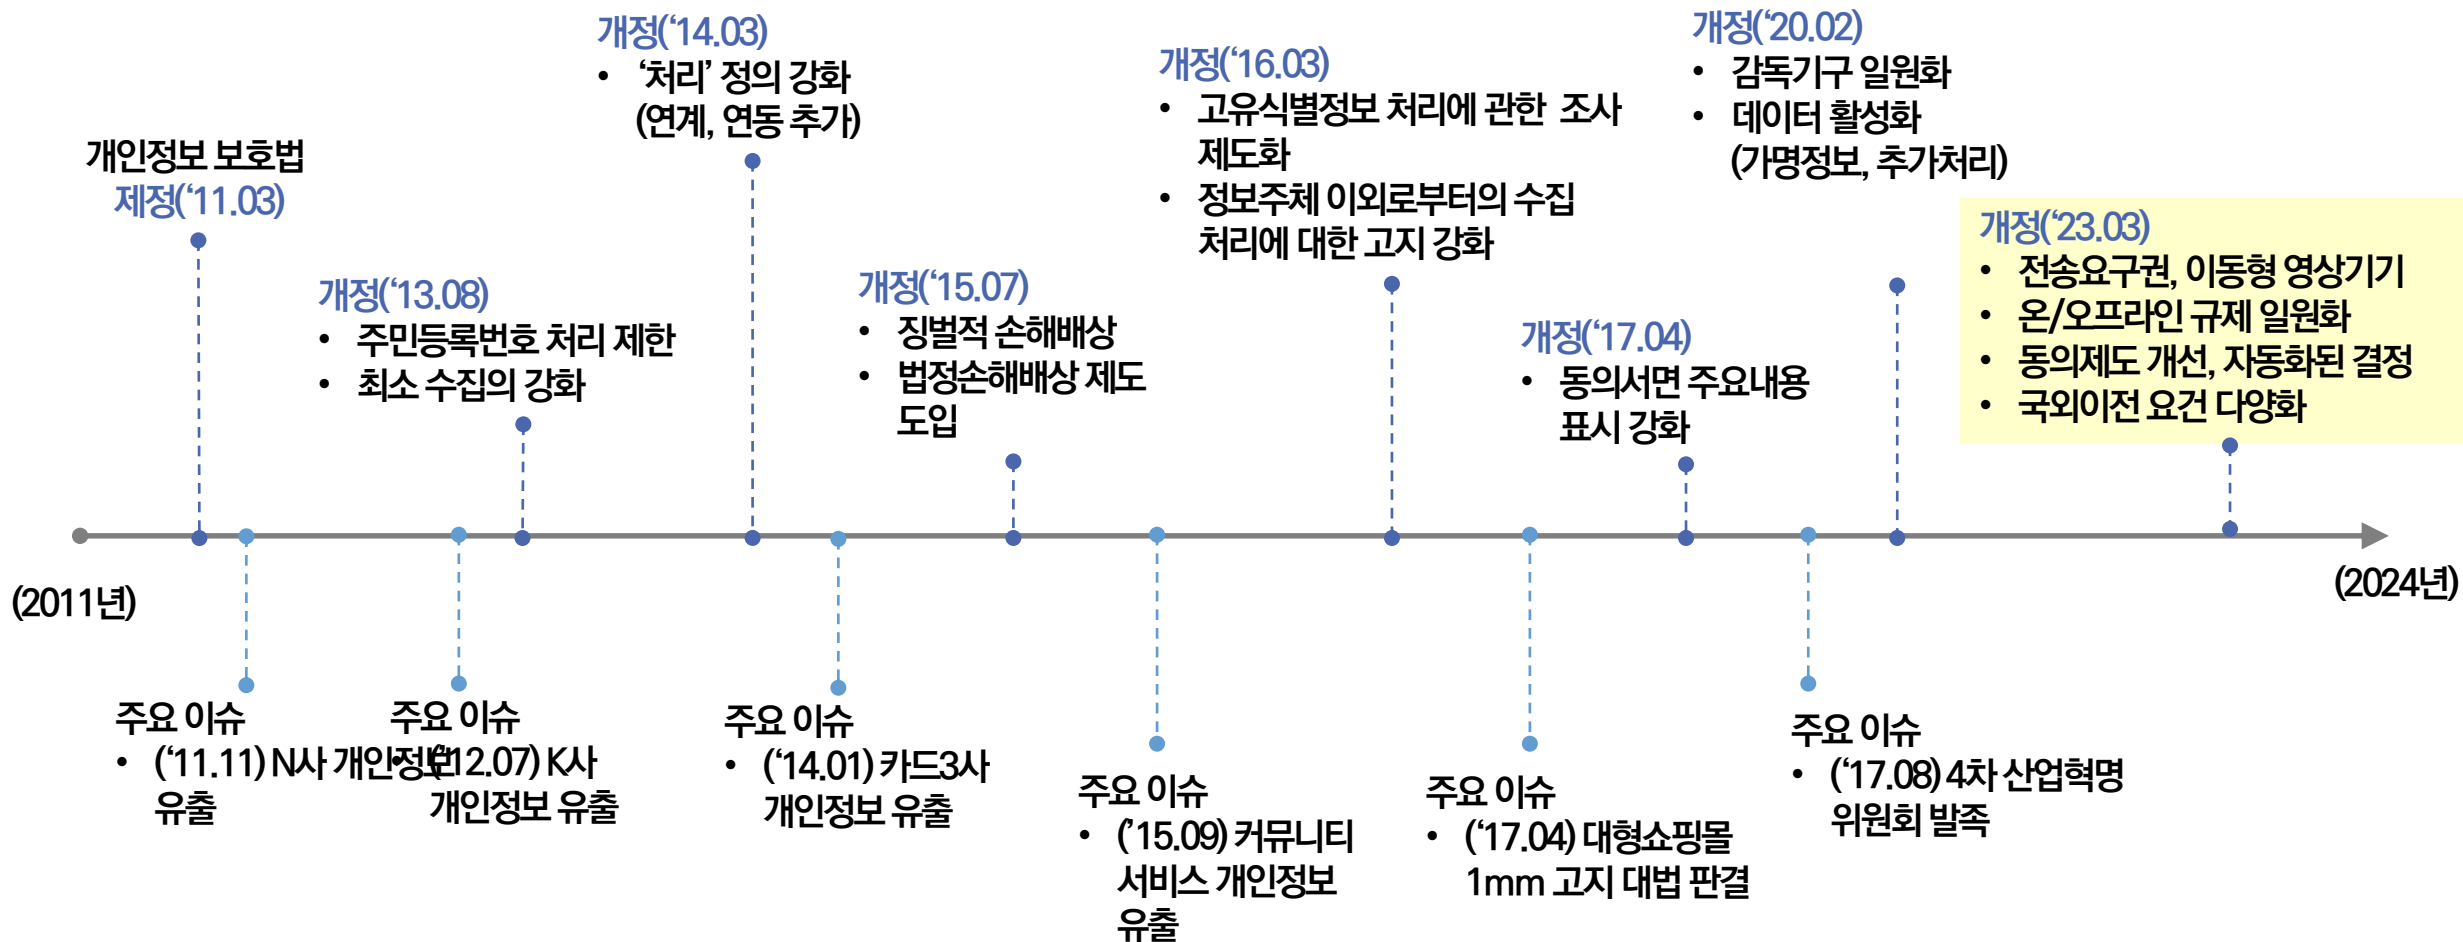 개인정보 보호법
제정(‘11.03)
개정(‘13.08)
• 주민등록번호 처리 제한
• 최소 수집의 강화
개정(‘14.03)
• ‘처리’ 정의 강화
(연계, 연동 추가)
개정(‘15.07)
• 징벌적 손해배상
• 법정손해배상 제도
도입
개정(‘16.03)
• 고유식별정보 처리에 관한 조사
제도화
• 정보주체 이외로부터의 수집
처리에 대한 고지 강화
개정(‘17.04)
• 동의서면 주요내용
표시 강화
개정(‘20.02)
• 감독기구 일원화
• 데이터 활성화
(가명정보, 추가처리)
개정(‘23.03)
• 전송요구권, 이동형 영상기기
• 온/오프라인 규제 일원화
• 동의제도 개선, 자동화된 결정
• 국외이전 요건 다양화
(2011년)
(2024년)
주요 이슈
• (‘11.11) N사 개인정보
유출
주요 이슈
• (‘12.07) K사
개인정보 유출
주요 이슈
• (‘14.01) 카드3사
개인정보 유출
주요 이슈
• (’15.09) 커뮤니티
서비스 개인정보
유출
주요 이슈
• (‘17.04) 대형쇼핑몰
1mm 고지 대법 판결
주요 이슈
• (‘17.08) 4차 산업혁명
위원회 발족